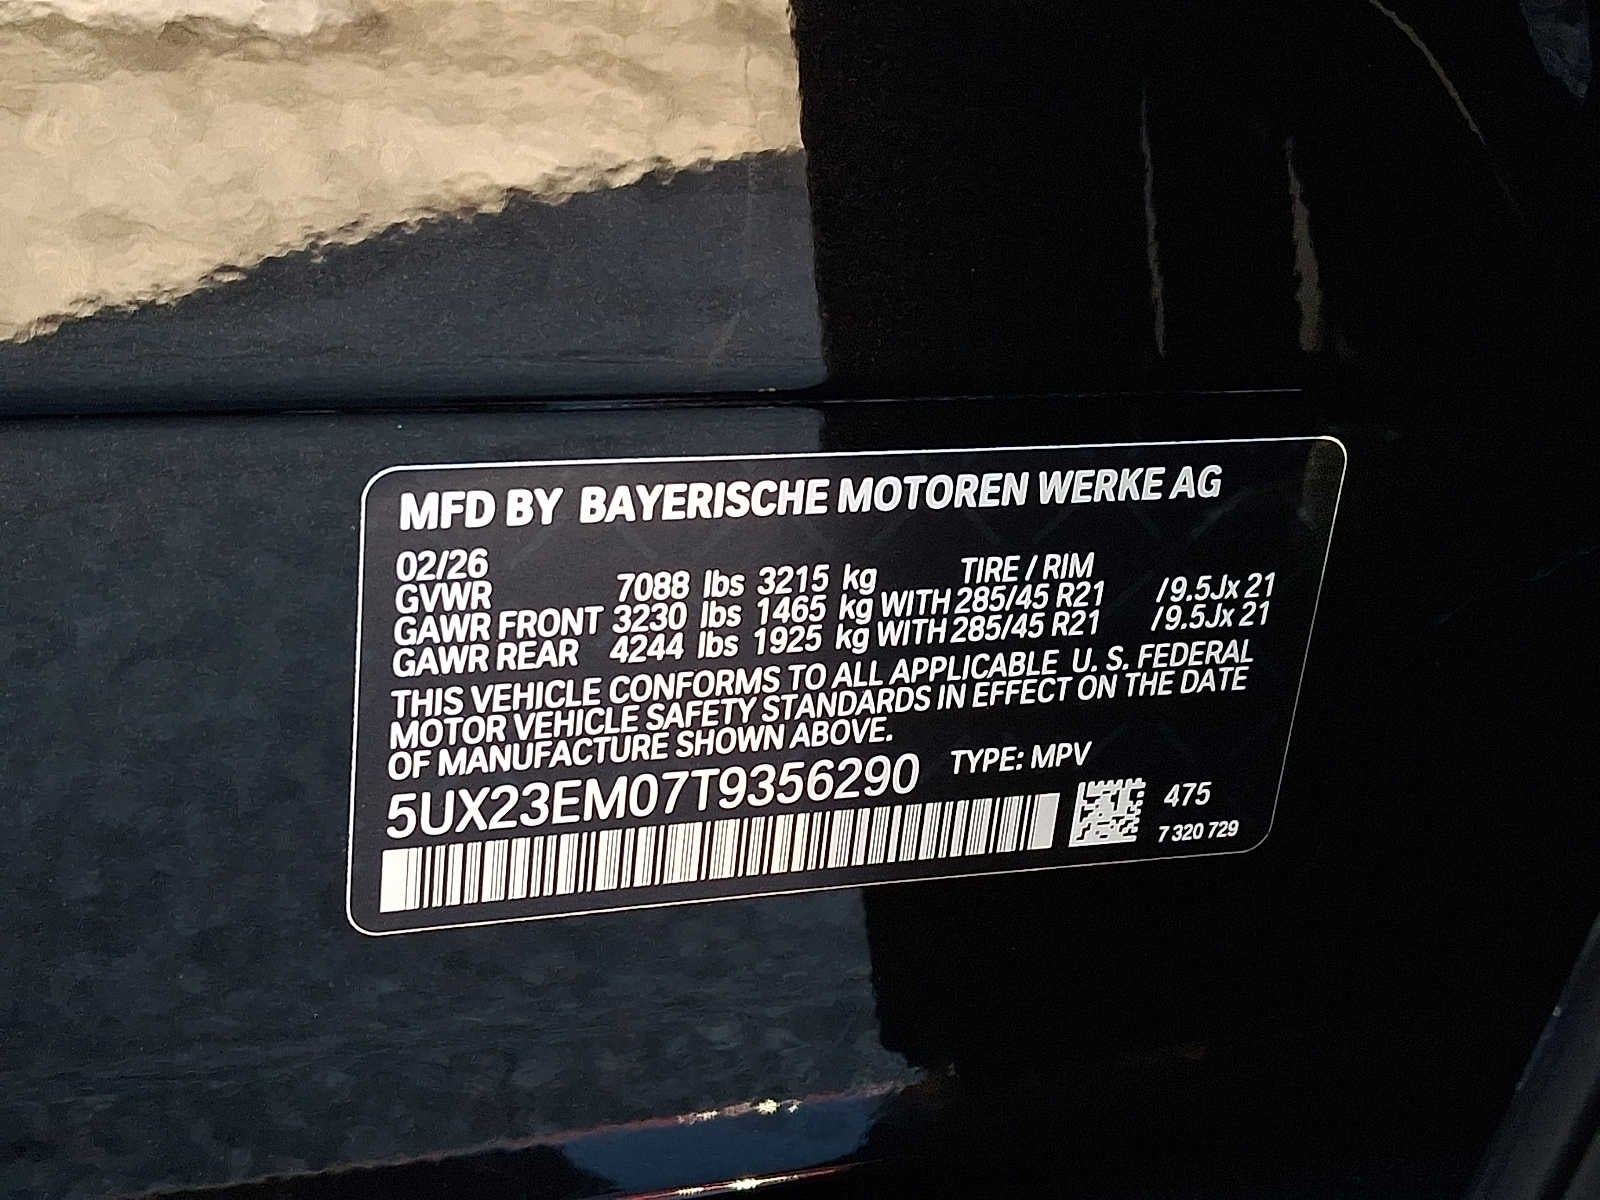 MFD BY BAYERISCHE MOTOREN WERKE AG
02/26 TIRE / RIM
GVWR 7088 lbs 3215 kg
GAWR FRONT 3230 lbs 1465 kg WITH 285/45 R21 /9.5Jx 21
GAWR REAR 4244 lbs 1925 kg WITH 285/45 R21 /9.5Jx 21
THIS VEHICLE CONFORMS TO ALL APPLICABLE U. S. FEDERAL
MOTOR VEHICLE SAFETY STANDARDS IN EFFECT ON THE DATE
OF MANUFACTURE SHOWN ABOVE.
5UX23EM07T9356290 TYPE: MPV
475
7 320 729